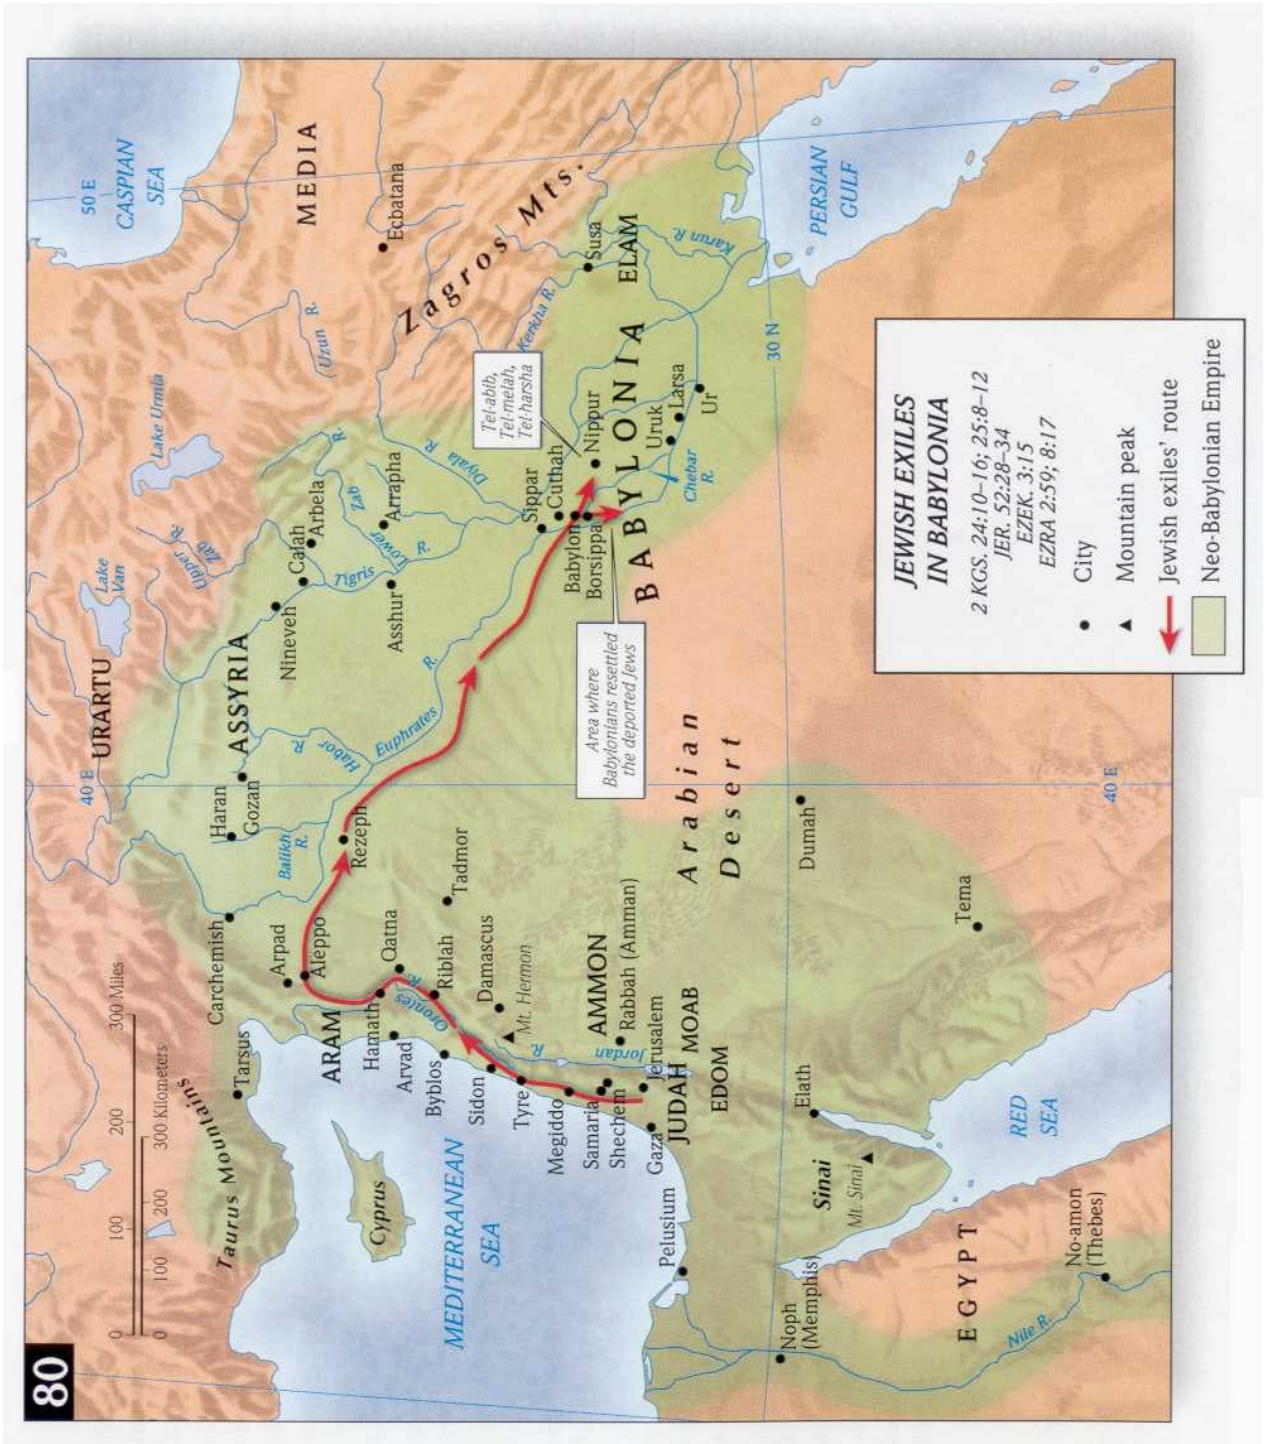 80
0 100 200 300 Miles
0 100 200 300 Kilometers
50 E
CASPIAN
SEA
MEDIA
Ecbatana
Zagros Mts.
Uzun R.
Lake Urmia
Lake
Van
URARTU
40 E
Upper
Zab
R.
Arbela
Calah
Nineveh
Lower
Zab
R.
Arrapha
Tigris
R.
Asshur
Diyala
R.
Kerkha R.
Susa
ELAM
Karun R.
PERSIAN
GULF
30 N
ASSYRIA
Haran
Gozan
Habor
R.
Balikh
R.
Euphrates
R.
Rezeph
Carchemish
Taurus Mountains
Tarsus
Arpad
Aleppo
ARAM
Hamath
Qatna
Arvad
Orontes
R.
Riblah
Tadmor
Byblos
Damascus
Mt. Hermon
Sidon
Tyre
Megiddo
Samaria
Shechem
Jordan
R.
AMMON
Rabbah (Amman)
Jerusalem
Gaza
JUDAH
MOAB
EDOM
Cyprus
MEDITERRANEAN
SEA
Tel-abib,
Tel-melah,
Tel-harsha
Sippar
Cuthah
Babylon
Borsippa
Nippur
BABYLONIA
Uruk
Larsa
Ur
Chebar
R.
Area where
Babylonians resettled
the deported Jews
Arabian
Desert
Dumah
Tema
40 E
Elath
Pelusium
Sinai
Mt. Sinai
RED
SEA
Noph
(Memphis)
EGYPT
Nile R.
No-amon
(Thebes)
JEWISH EXILES
IN BABYLONIA
2 KGS. 24:10–16; 25:8–12
JER. 52:28–34
EZEK. 3:15
EZRA 2:59; 8:17
City
Mountain peak
Jewish exiles' route
Neo-Babylonian Empire